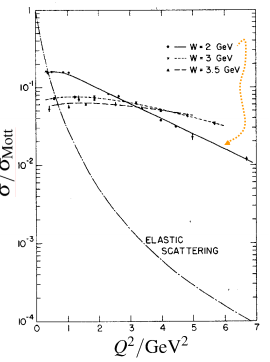 1
10⁻¹
10⁻²
10⁻³
10⁻⁴
σ/σMott
W = 2 GeV
W = 3 GeV
W = 3.5 GeV
ELASTIC
SCATTERING
0 1 2 3 4 5 6 7
Q²/GeV²